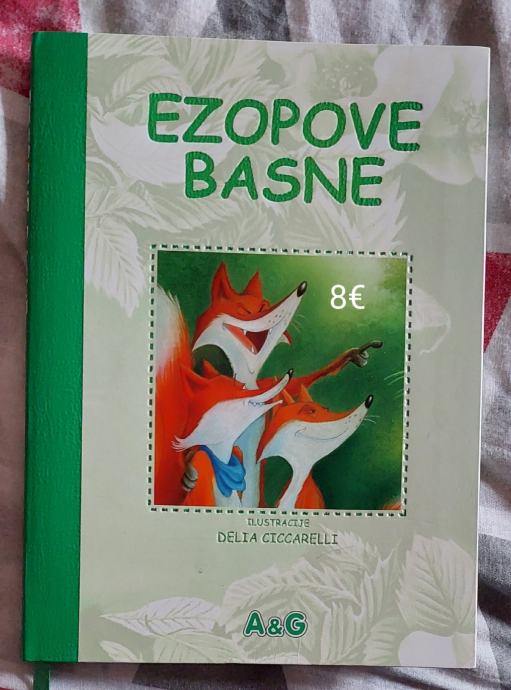 EZOPOVE
BASNE
8€
ILUSTRACIJE
DELIA CICCARELLI
A&G